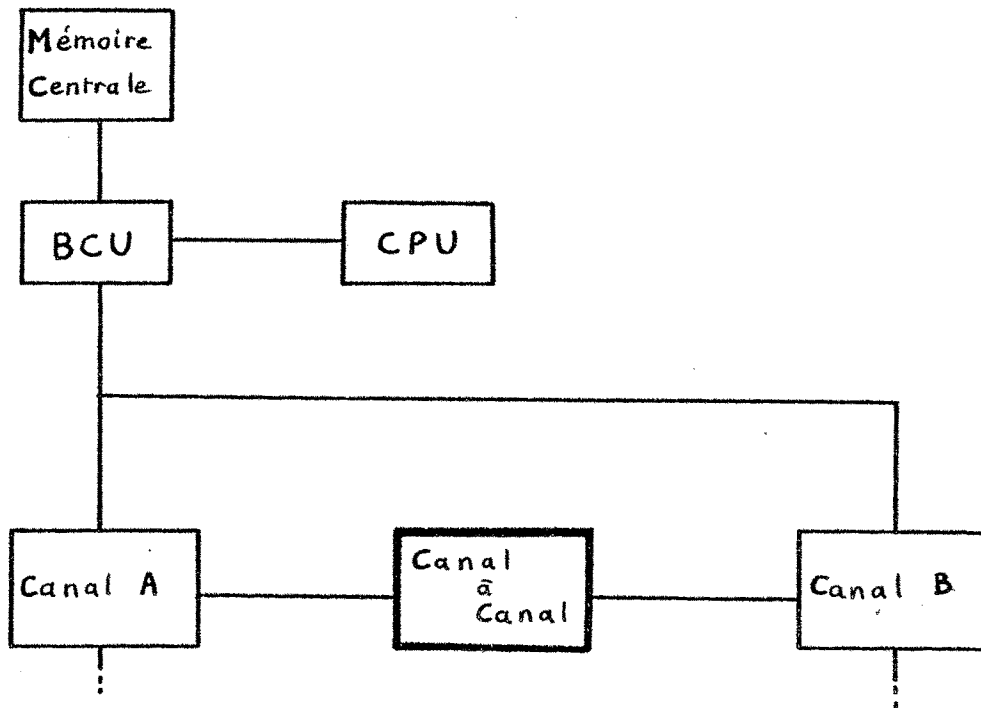 Mémoire
Centrale
BCU
CPU
Canal A
Canal
à
Canal
Canal B